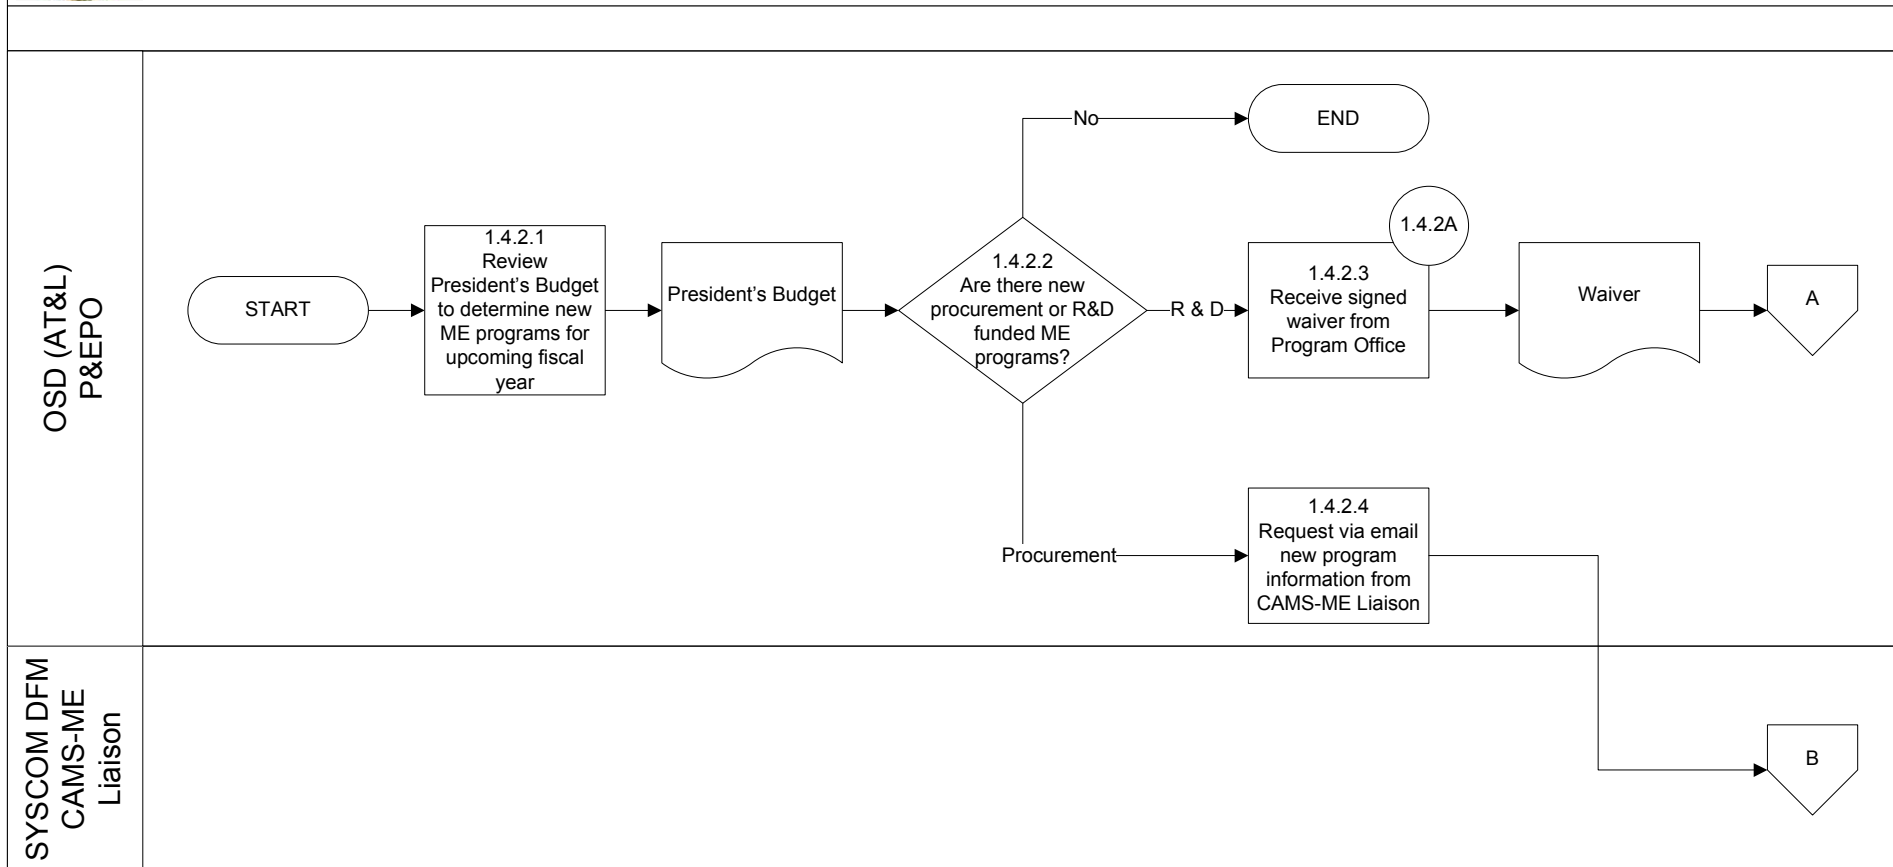 OSD (AT&L)
P&EPO
START
1.4.2.1
Review
President's Budget
to determine new
ME programs for
upcoming fiscal
year
President's Budget
1.4.2.2
Are there new
procurement or R&D
funded ME
programs?
No
END
R & D
1.4.2A
1.4.2.3
Receive signed
waiver from
Program Office
Waiver
A
Procurement
1.4.2.4
Request via email
new program
information from
CAMS-ME Liaison
SYSCOM DFM
CAMS-ME
Liaison
B